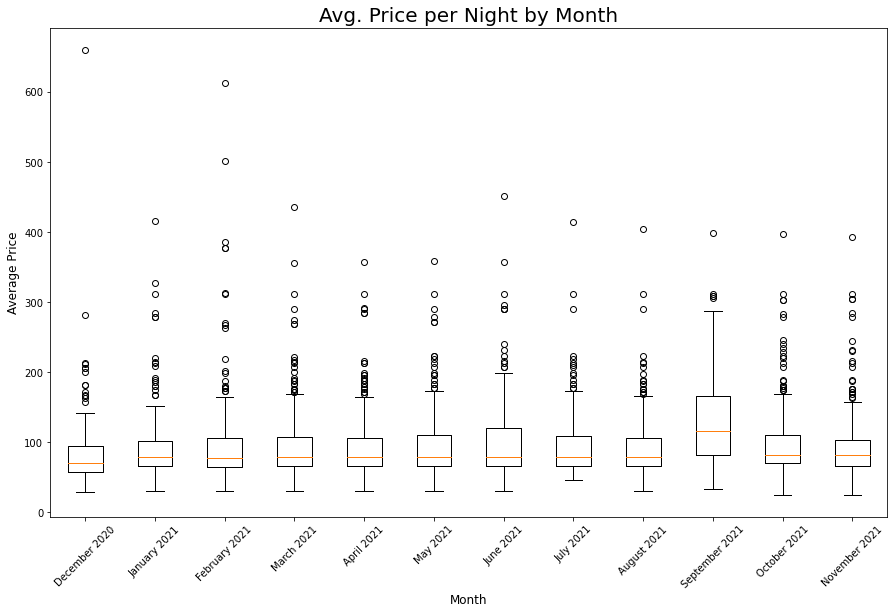 Avg. Price per Night by Month
Average Price
600
500
400
300
200
100
0
December 2020
January 2021
February 2021
March 2021
April 2021
May 2021
June 2021
July 2021
August 2021
September 2021
October 2021
November 2021
Month